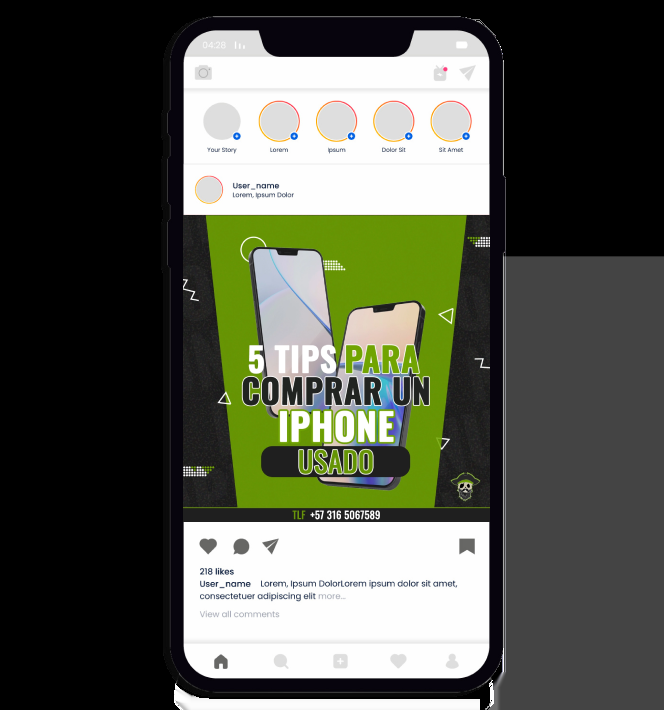 04:28
Your Story
Lorem
Ipsum
Dolor Sit
Sit Amet
User_name
Lorem, Ipsum Dolor
5 TIPS PARA
COMPRAR UN
IPHONE
USADO
TLF +57 316 5067589
218 likes
User_name Lorem, Ipsum DolorLorem ipsum dolor sit amet,
consectetuer adipiscing elit more...
View all comments